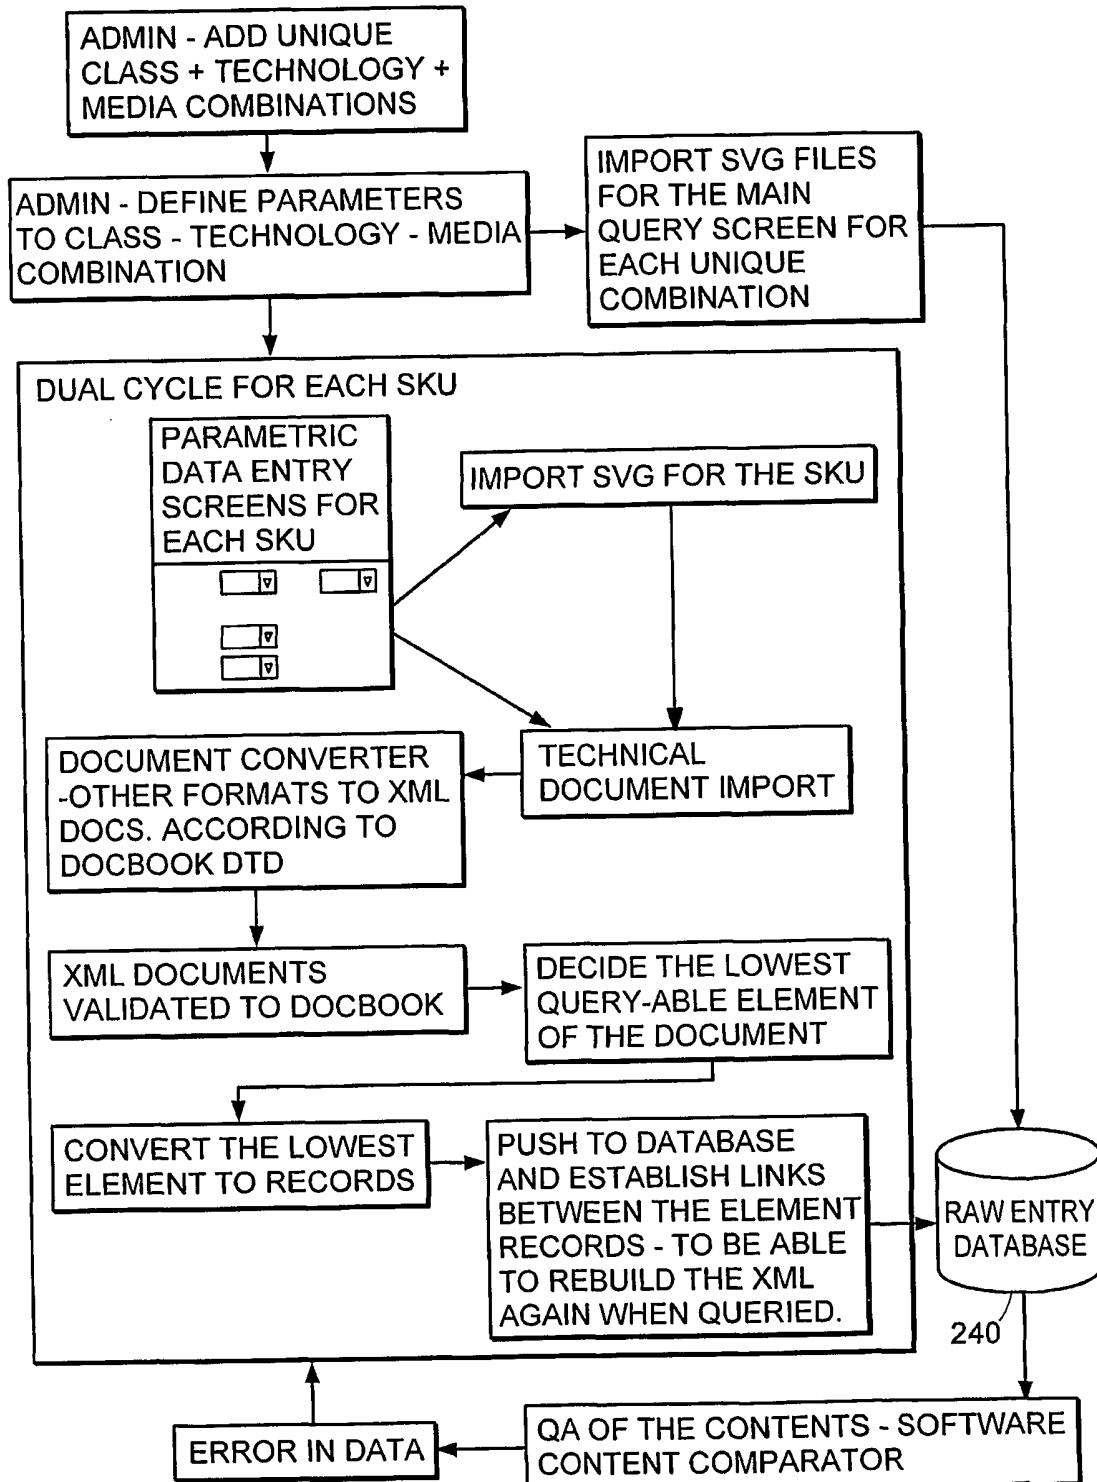 ADMIN - ADD UNIQUE
CLASS + TECHNOLOGY +
MEDIA COMBINATIONS
ADMIN - DEFINE PARAMETERS
TO CLASS - TECHNOLOGY - MEDIA
COMBINATION
IMPORT SVG FILES
FOR THE MAIN
QUERY SCREEN FOR
EACH UNIQUE
COMBINATION
DUAL CYCLE FOR EACH SKU
PARAMETRIC
DATA ENTRY
SCREENS FOR
EACH SKU
IMPORT SVG FOR THE SKU
TECHNICAL
DOCUMENT IMPORT
DOCUMENT CONVERTER
-OTHER FORMATS TO XML
DOCS. ACCORDING TO
DOCBOOK DTD
XML DOCUMENTS
VALIDATED TO DOCBOOK
DECIDE THE LOWEST
QUERY-ABLE ELEMENT
OF THE DOCUMENT
CONVERT THE LOWEST
ELEMENT TO RECORDS
PUSH TO DATABASE
AND ESTABLISH LINKS
BETWEEN THE ELEMENT
RECORDS - TO BE ABLE
TO REBUILD THE XML
AGAIN WHEN QUERIED.
RAW ENTRY
DATABASE
240
QA OF THE CONTENTS - SOFTWARE
CONTENT COMPARATOR
ERROR IN DATA